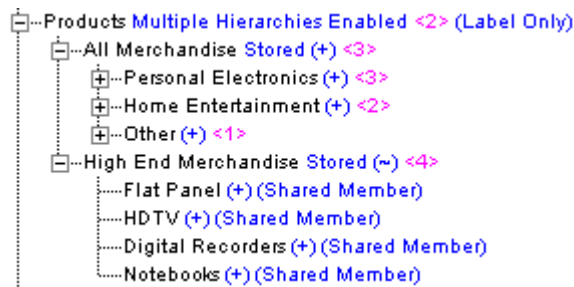 Products Multiple Hierarchies Enabled <2> (Label Only)
All Merchandise Stored (+) <3>
Personal Electronics (+) <3>
Home Entertainment (+) <2>
Other (+) <1>
High End Merchandise Stored (~) <4>
Flat Panel (+) (Shared Member)
HDTV (+) (Shared Member)
Digital Recorders (+) (Shared Member)
Notebooks (+) (Shared Member)